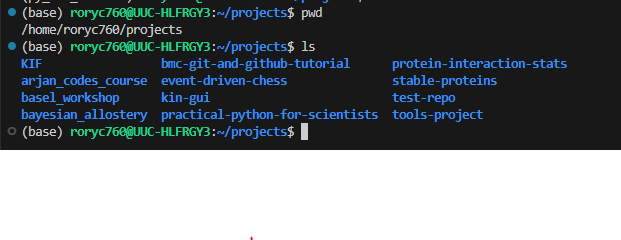 (base) roryc760@UUC-HLFRGY3:~/projects$ pwd
/home/roryc760/projects
(base) roryc760@UUC-HLFRGY3:~/projects$ ls
KIF bmc-git-and-github-tutorial protein-interaction-stats
arjan_codes_course event-driven-chess stable-proteins
basel_workshop kin-gui test-repo
bayesian_allostery practical-python-for-scientists tools-project
(base) roryc760@UUC-HLFRGY3:~/projects$